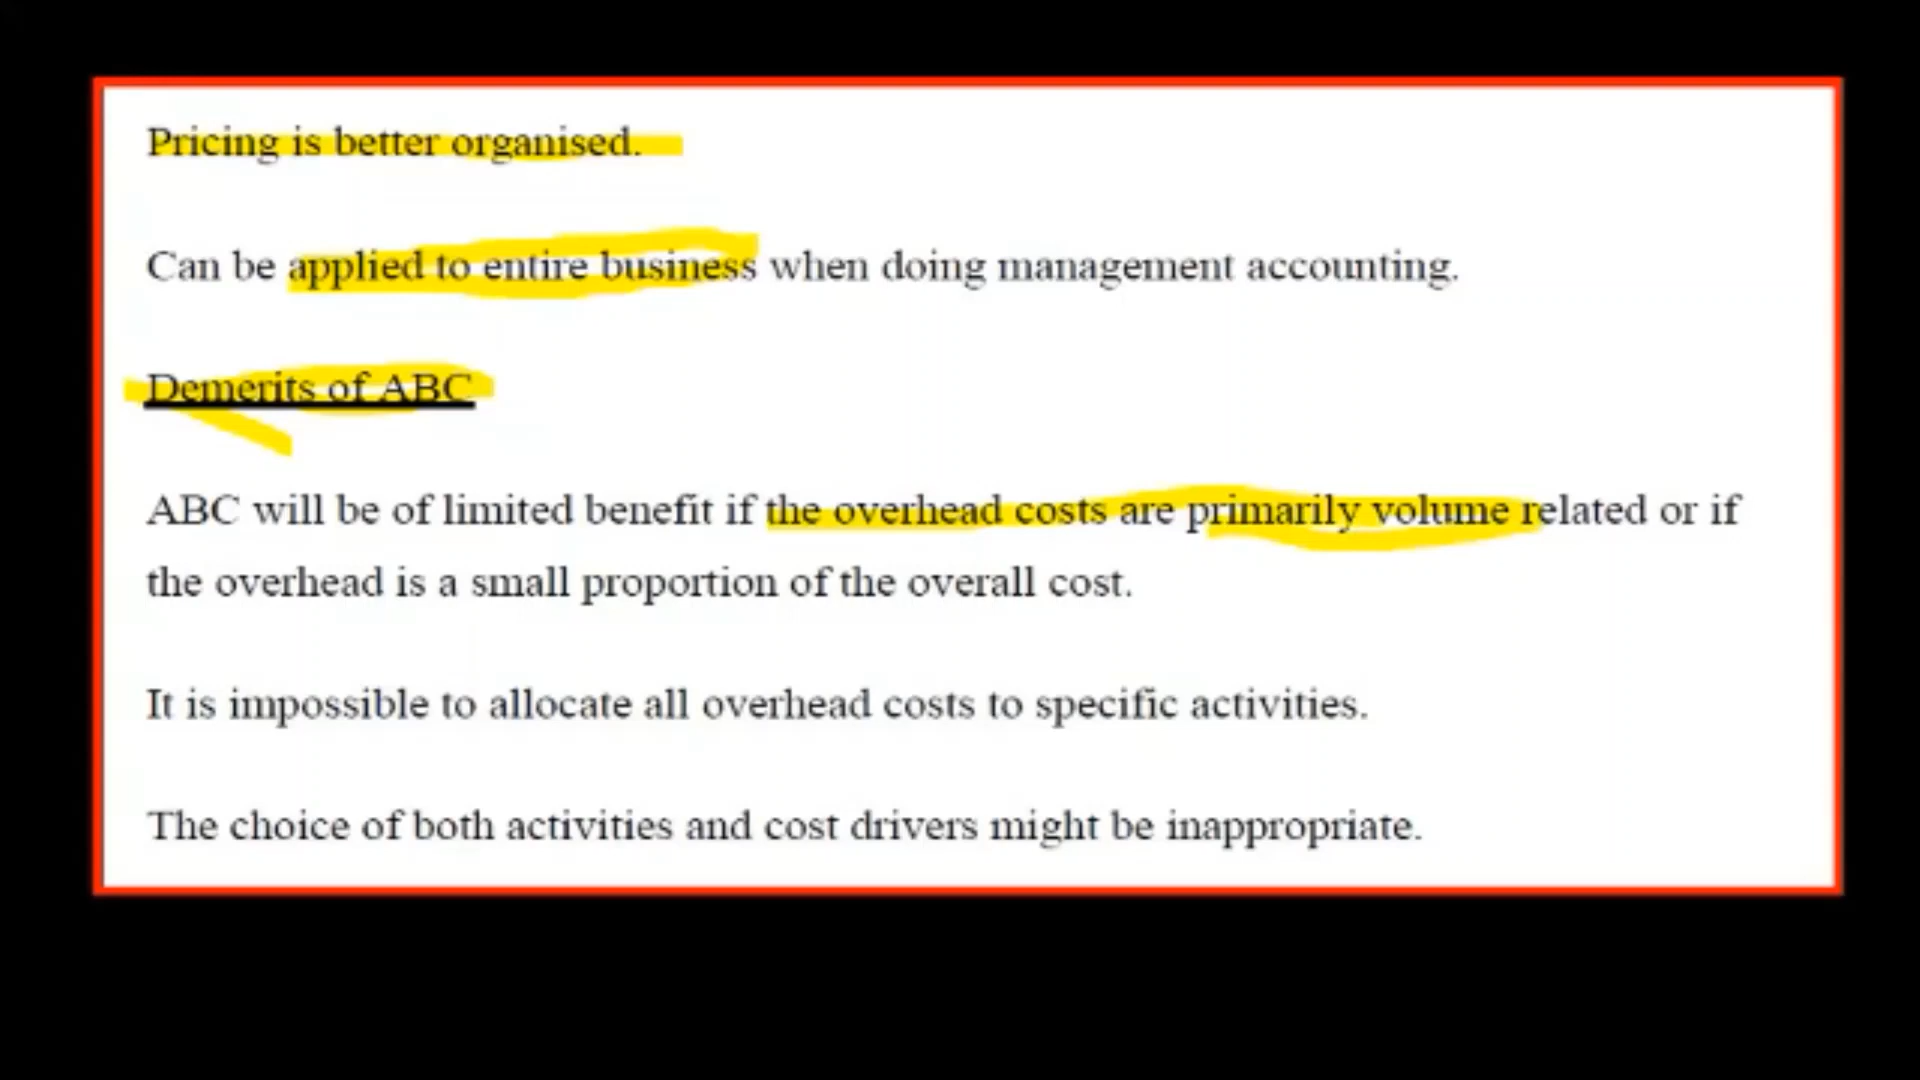 Pricing is better organised.
Can be applied to entire business when doing management accounting.
Demerits of ABC
ABC will be of limited benefit if the overhead costs are primarily volume related or if
the overhead is a small proportion of the overall cost.
It is impossible to allocate all overhead costs to specific activities.
The choice of both activities and cost drivers might be inappropriate.